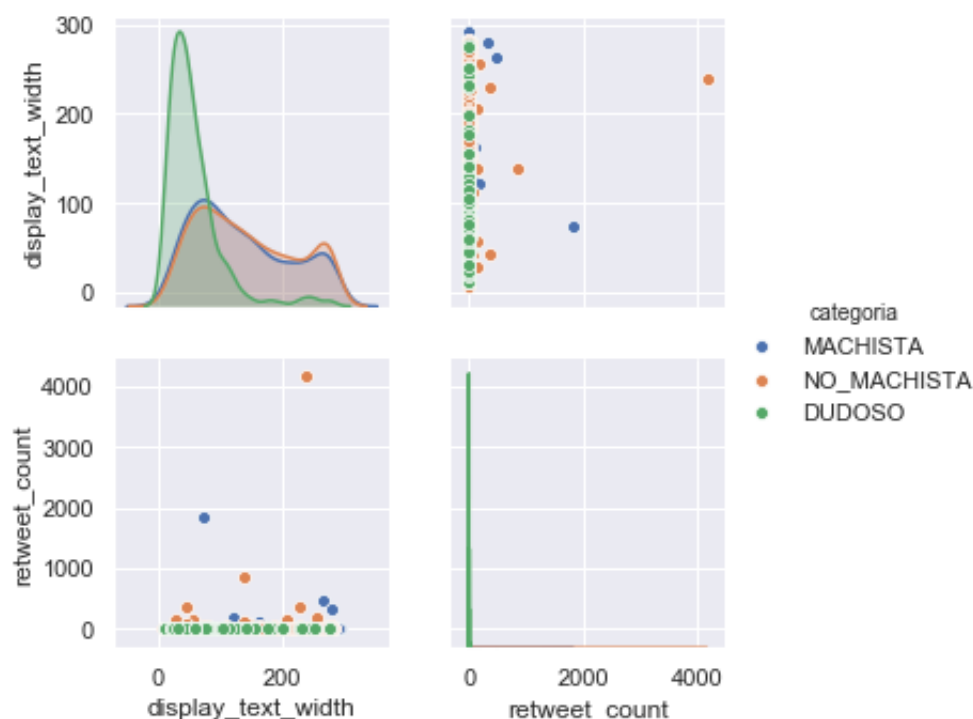 300
200
100
0
display_text_width
categoria
MACHISTA
NO_MACHISTA
DUDOSO
4000
3000
2000
1000
0
retweet_count
0 200
display_text_width
0 2000 4000
retweet_count